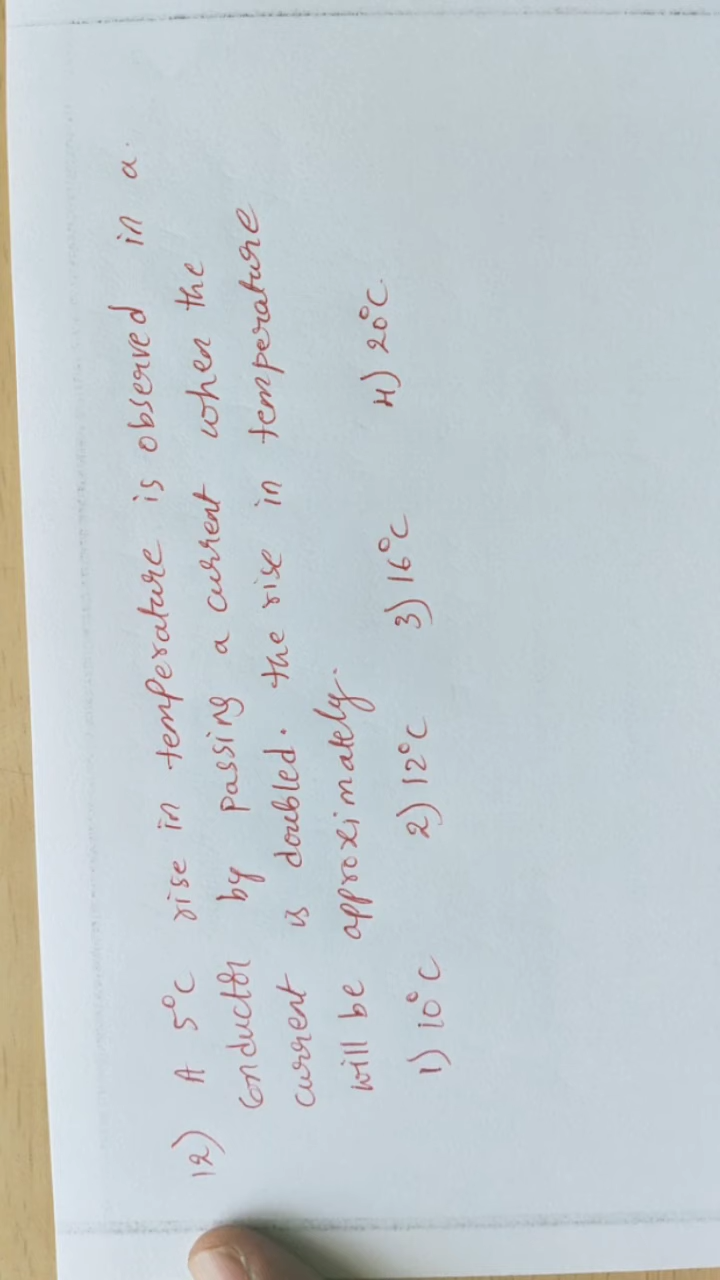 12) A 5°C rise in temperature is observed in a.
conductor by passing a current when the
current is doubled. the rise in temperature
will be approximately.
1) 10°C 2) 12°C 3) 16°C 4) 20°C.